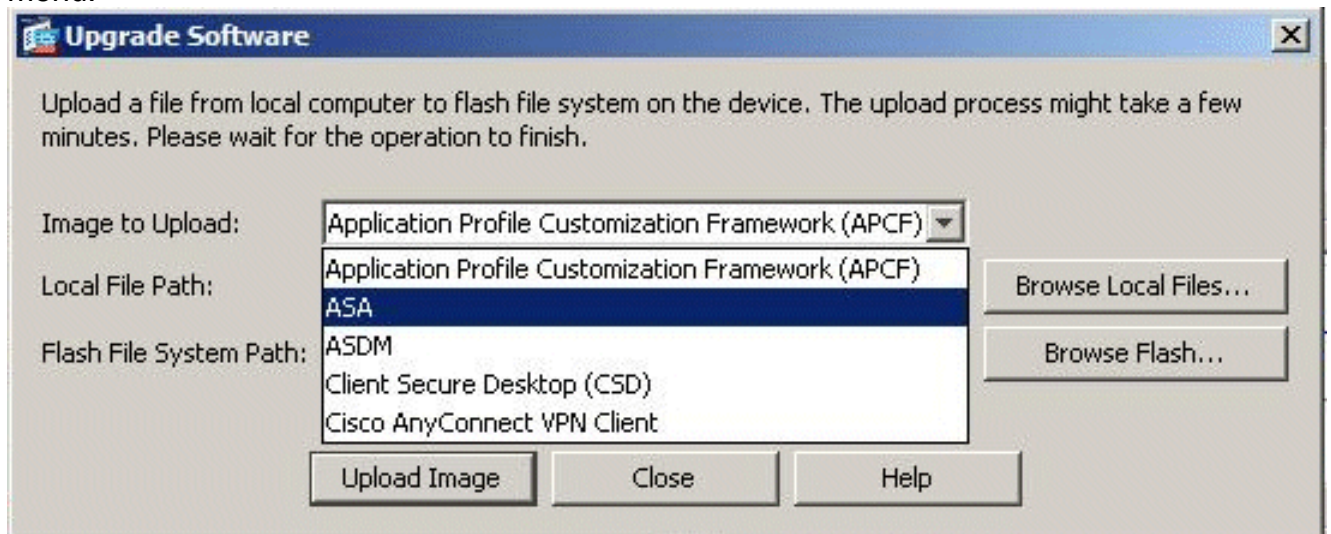 menu.
Upgrade Software
Upload a file from local computer to flash file system on the device. The upload process might take a few
minutes. Please wait for the operation to finish.
Image to Upload: Application Profile Customization Framework (APCF)
Application Profile Customization Framework (APCF)
Local File Path: Browse Local Files...
ASA
Flash File System Path: ASDM Browse Flash...
Client Secure Desktop (CSD)
Cisco AnyConnect VPN Client
Upload Image Close Help